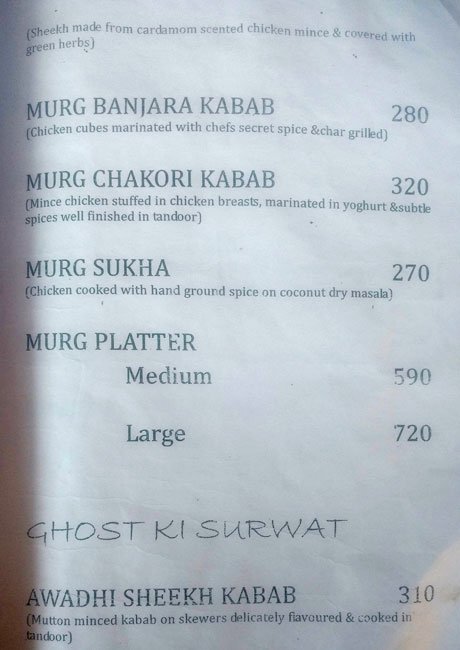 (Sheekh made from cardamom scented chicken mince & covered with
green herbs)
MURG BANJARA KABAB 280
(Chicken cubes marinated with chefs secret spice &char grilled)
MURG CHAKORI KABAB 320
(Mince chicken stuffed in chicken breasts, marinated in yoghurt &subtle
spices well finished in tandoor)
MURG SUKHA 270
(Chicken cooked with hand ground spice on coconut dry masala)
MURG PLATTER
Medium 590
Large 720
GHOST KI SURWAT
AWADHI SHEEKH KABAB 310
(Mutton minced kabab on skewers delicately flavoured & cooked in
tandoor)